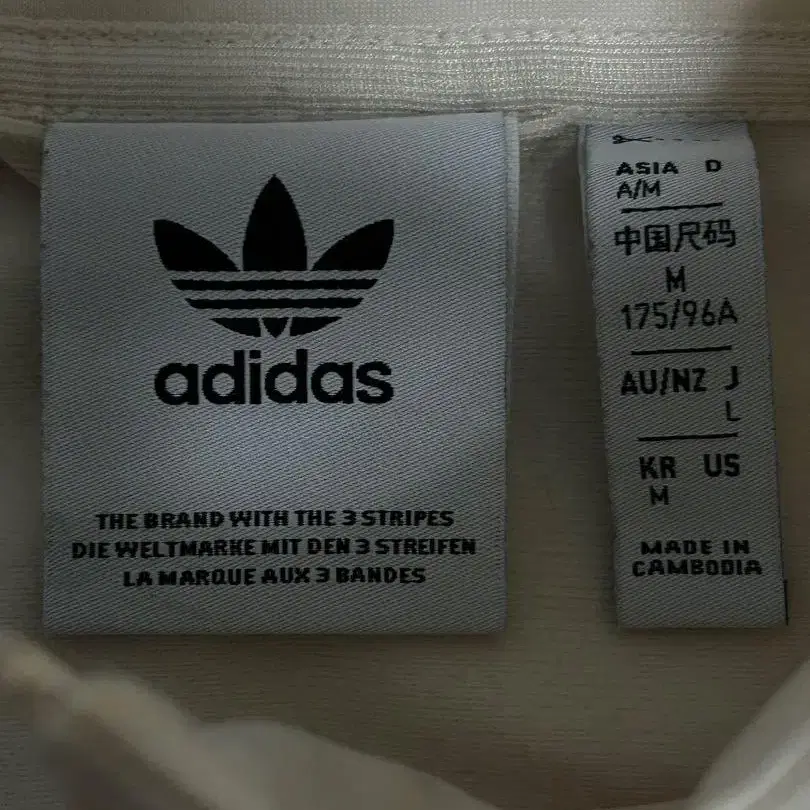 adidas
THE BRAND WITH THE 3 STRIPES
DIE WELTMARKE MIT DEN 3 STREIFEN
LA MARQUE AUX 3 BANDES
ASIA D
A/M
中国尺码
M
175/96A
AU/NZ J
L
KR US
M
MADE IN
CAMBODIA